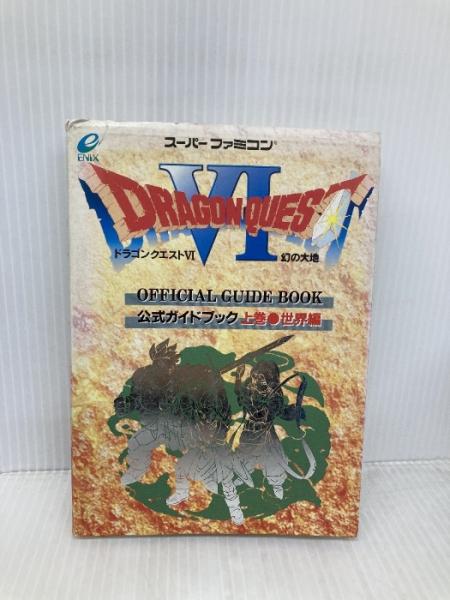 ENIX
スーパーファミコン®
DRAGON QUEST
VI
ドラゴンクエストVI 幻の大地
OFFICIAL GUIDE BOOK
公式ガイドブック 上巻●世界編